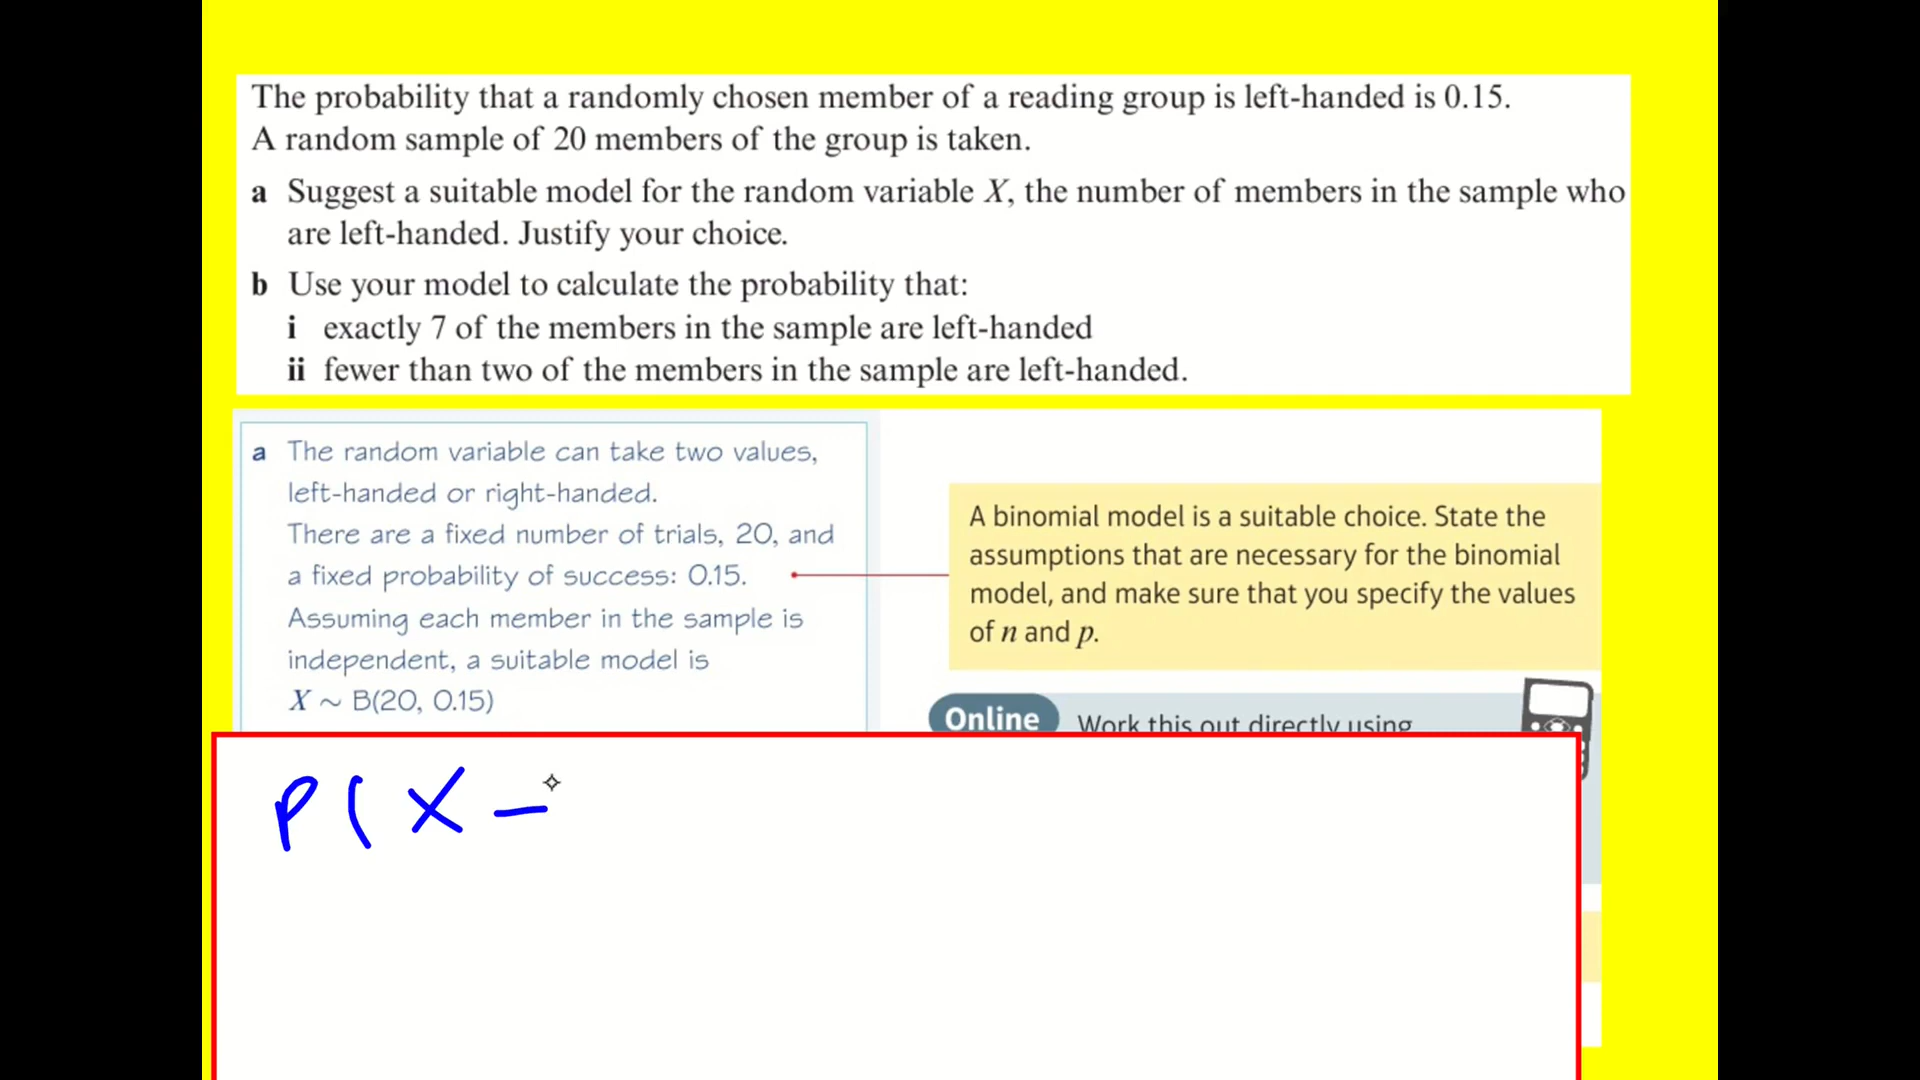 The probability that a randomly chosen member of a reading group is left-handed is 0.15.
A random sample of 20 members of the group is taken.
a Suggest a suitable model for the random variable X, the number of members in the sample who
are left-handed. Justify your choice.
b Use your model to calculate the probability that:
i exactly 7 of the members in the sample are left-handed
ii fewer than two of the members in the sample are left-handed.
a The random variable can take two values,
left-handed or right-handed.
There are a fixed number of trials, 20, and
a fixed probability of success: 0.15.
Assuming each member in the sample is
independent, a suitable model is
X ~ B(20, 0.15)
A binomial model is a suitable choice. State the
assumptions that are necessary for the binomial
model, and make sure that you specify the values
of n and p.
Online Work this out directly using
P(X –